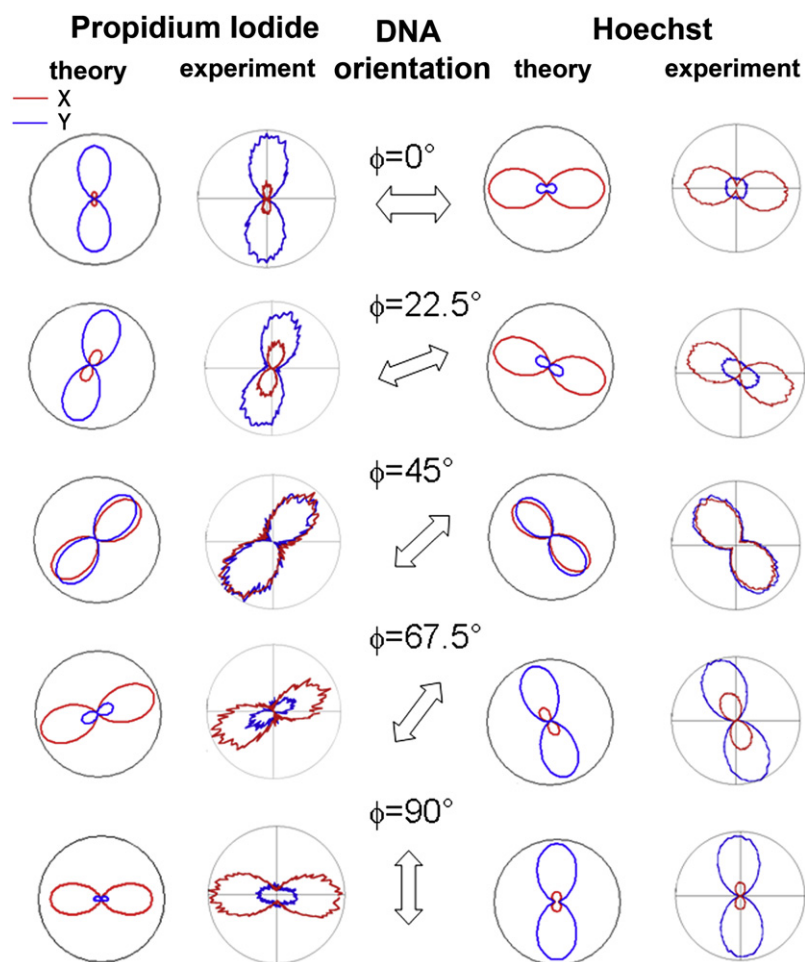 Propidium Iodide DNA Hoechst
theory experiment orientation theory experiment
X
Y
ϕ=0°
ϕ=22.5°
ϕ=45°
ϕ=67.5°
ϕ=90°